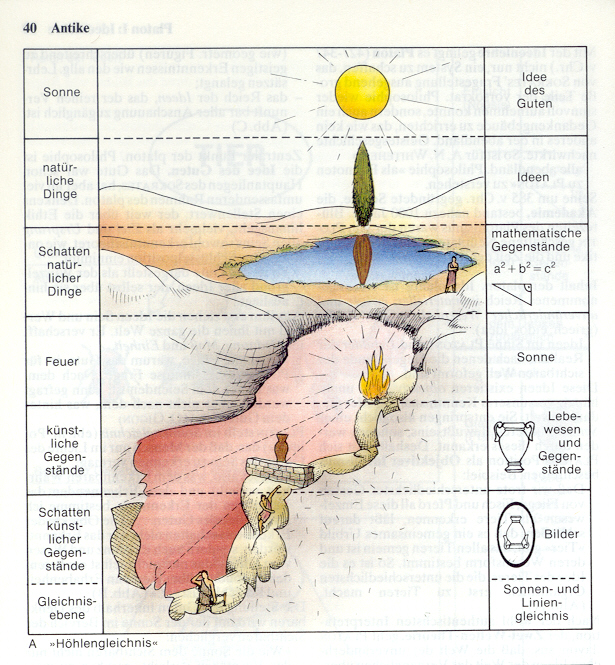 40 Antike
Sonne
Idee
des
Guten
natür-
liche
Dinge
Ideen
Schatten
natür-
licher
Dinge
mathematische
Gegenstände
a² + b² = c²
Feuer
Sonne
künst-
liche
Gegen-
stände
Lebe-
wesen
und
Gegen-
stände
Schatten
künst-
licher
Gegen-
stände
Bilder
Gleichnis-
ebene
Sonnen- und
Linien-
gleichnis
A »Höhlengleichnis«